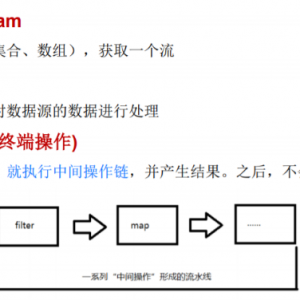 am
集合、数组），获取一个流
对数据源的数据进行处理
终端操作)
就执行中间操作链，并产生结果。之后，不
filter map ......
一系列“中间操作”形成的流水线